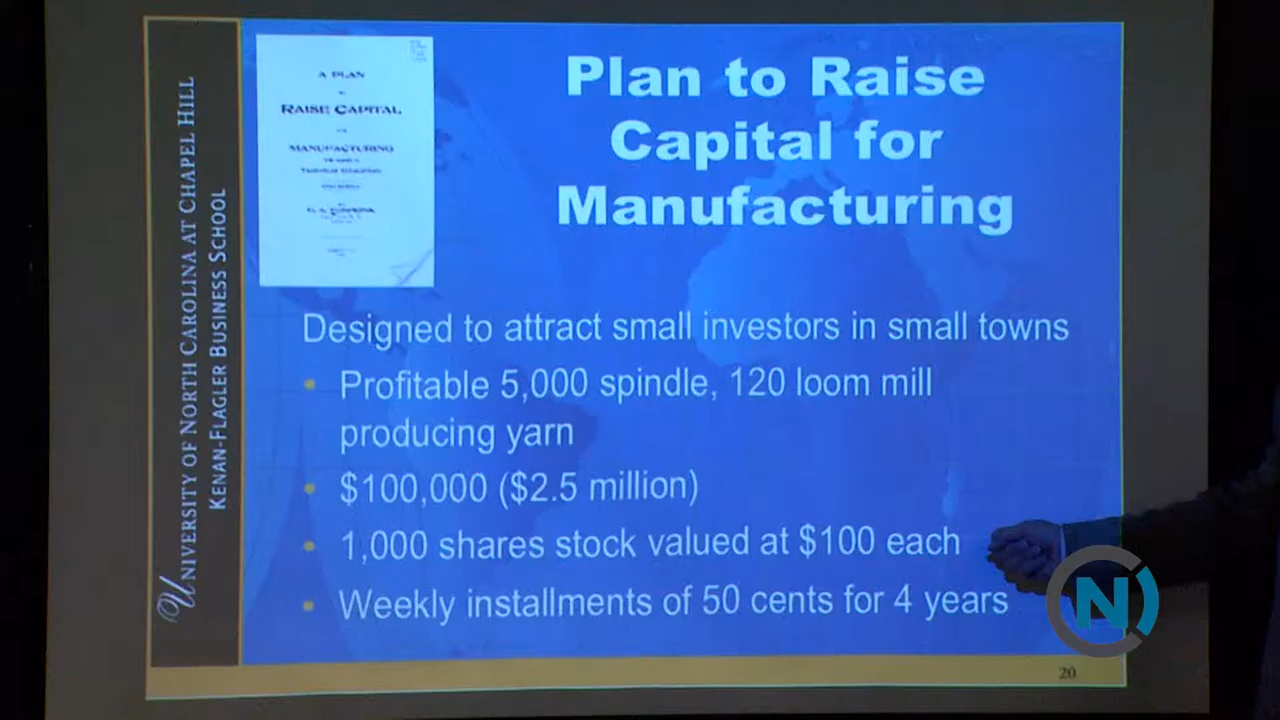 Plan to Raise
Capital for
Manufacturing
A PLAN
RAISE CAPITAL
MANUFACTURING
Designed to attract small investors in small towns
• Profitable 5,000 spindle, 120 loom mill
producing yarn
• $100,000 ($2.5 million)
• 1,000 shares stock valued at $100 each
• Weekly installments of 50 cents for 4 years
UNIVERSITY OF NORTH CAROLINA AT CHAPEL HILL
KENAN-FLAGLER BUSINESS SCHOOL
N
20